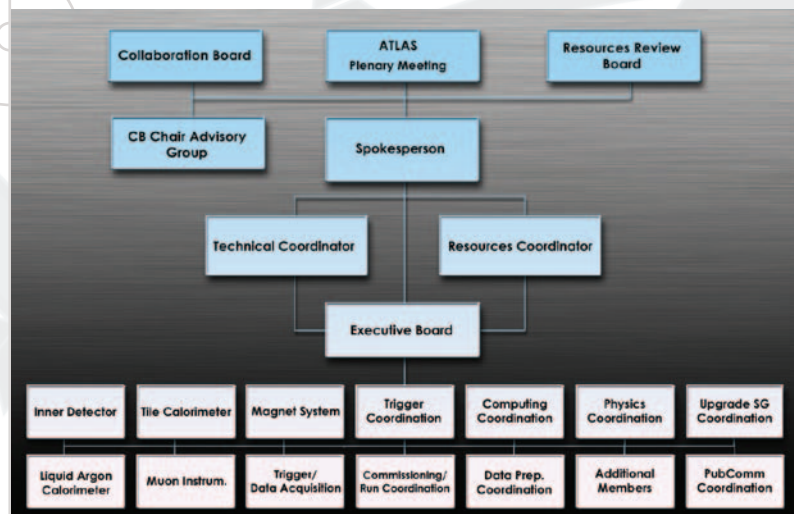 Collaboration Board
ATLAS
Plenary Meeting
Resources Review
Board
CB Chair Advisory
Group
Spokesperson
Technical Coordinator
Resources Coordinator
Executive Board
Inner Detector
Tile Calorimeter
Magnet System
Trigger
Coordination
Computing
Coordination
Physics
Coordination
Upgrade SG
Coordination
Liquid Argon
Calorimeter
Muon Instrum.
Trigger/
Data Acquisition
Commissioning/
Run Coordination
Data Prep.
Coordination
Additional
Members
PubComm
Coordination